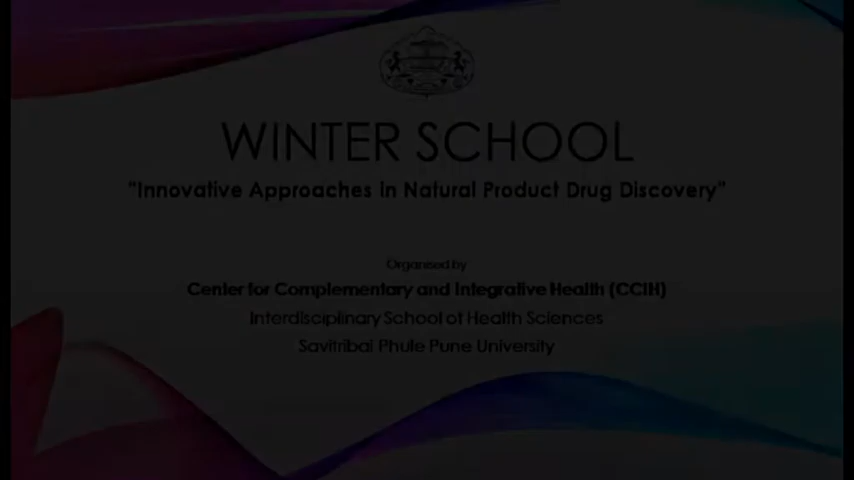 WINTER SCHOOL
"Innovative Approaches in Natural Product Drug Discovery"
Organised by
Center for Complementary and Integrative Health (CCIH)
Interdisciplinary School of Health Sciences
Savitribai Phule Pune University